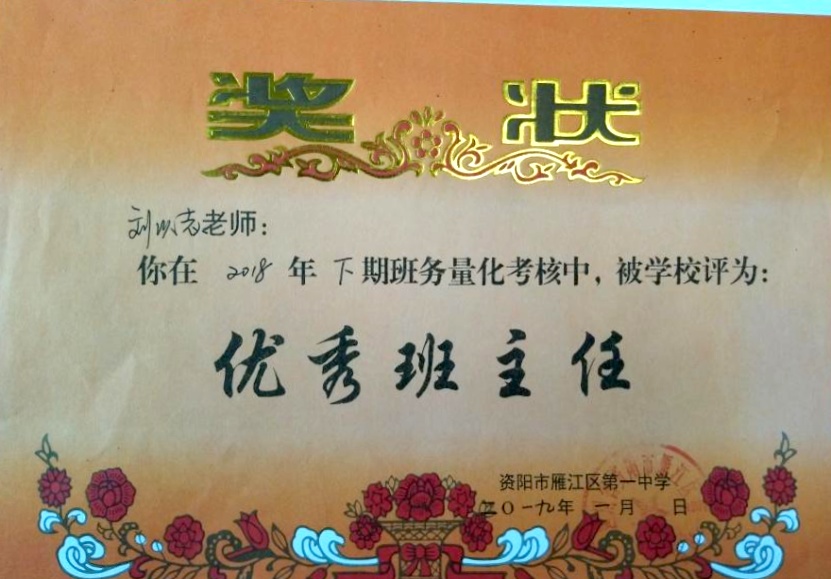 奖状
刘以志老师：
你在 2018 年 下期班务量化考核中，被学校评为：
优秀班主任
资阳市雁江区第一中学
二〇一九年 一月 日